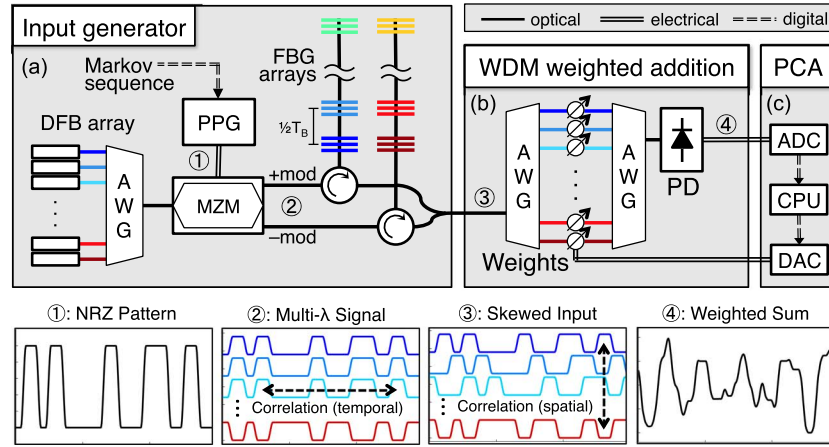 Input generator
(a)
Markov
sequence
PPG
①
DFB array
A
W
G
MZM
+mod
②
–mod
FBG
arrays
½T_B
optical
electrical
digital
WDM weighted addition
(b)
③
A
W
G
A
W
G
Weights
PD
④
PCA
(c)
ADC
CPU
DAC
①: NRZ Pattern
②: Multi-λ Signal
Correlation (temporal)
③: Skewed Input
Correlation (spatial)
④: Weighted Sum